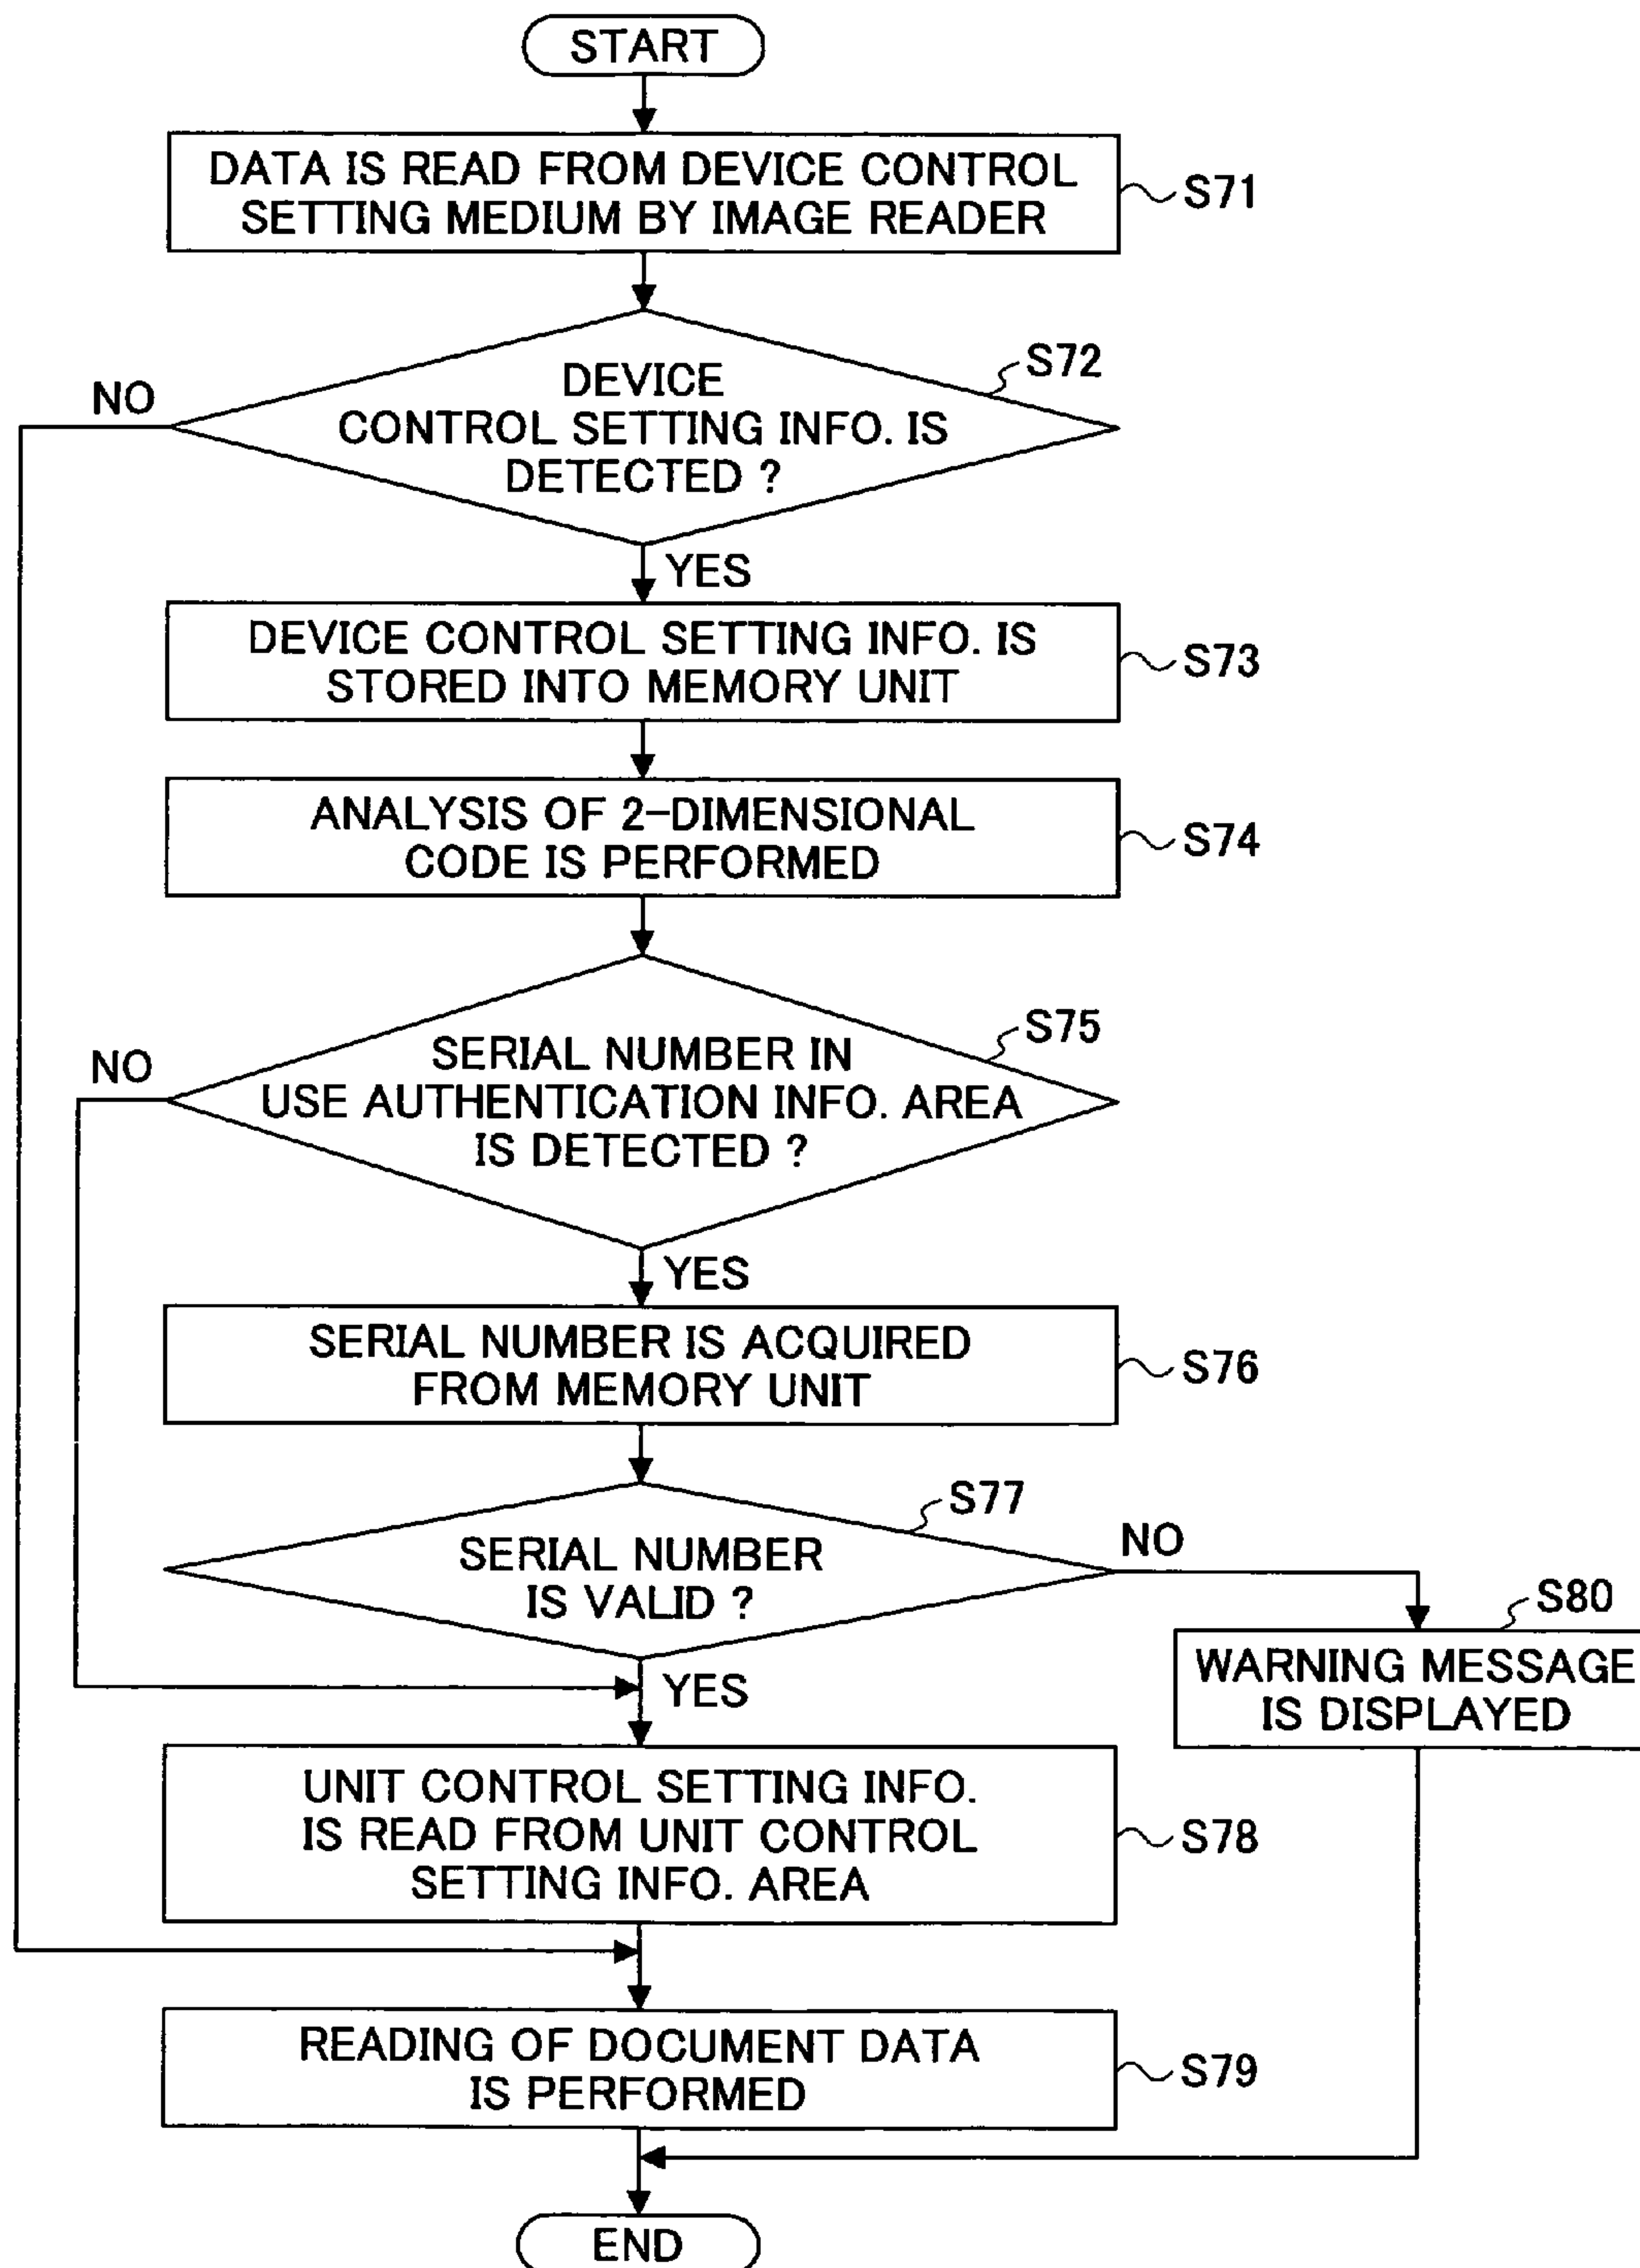 START
DATA IS READ FROM DEVICE CONTROL
SETTING MEDIUM BY IMAGE READER
S71
S72
DEVICE
CONTROL SETTING INFO. IS
DETECTED ?
NO
YES
DEVICE CONTROL SETTING INFO. IS
STORED INTO MEMORY UNIT
S73
ANALYSIS OF 2-DIMENSIONAL
CODE IS PERFORMED
S74
S75
SERIAL NUMBER IN
USE AUTHENTICATION INFO. AREA
IS DETECTED ?
NO
YES
SERIAL NUMBER IS ACQUIRED
FROM MEMORY UNIT
S76
S77
SERIAL NUMBER
IS VALID ?
NO
YES
S80
WARNING MESSAGE
IS DISPLAYED
UNIT CONTROL SETTING INFO.
IS READ FROM UNIT CONTROL
SETTING INFO. AREA
S78
READING OF DOCUMENT DATA
IS PERFORMED
S79
END